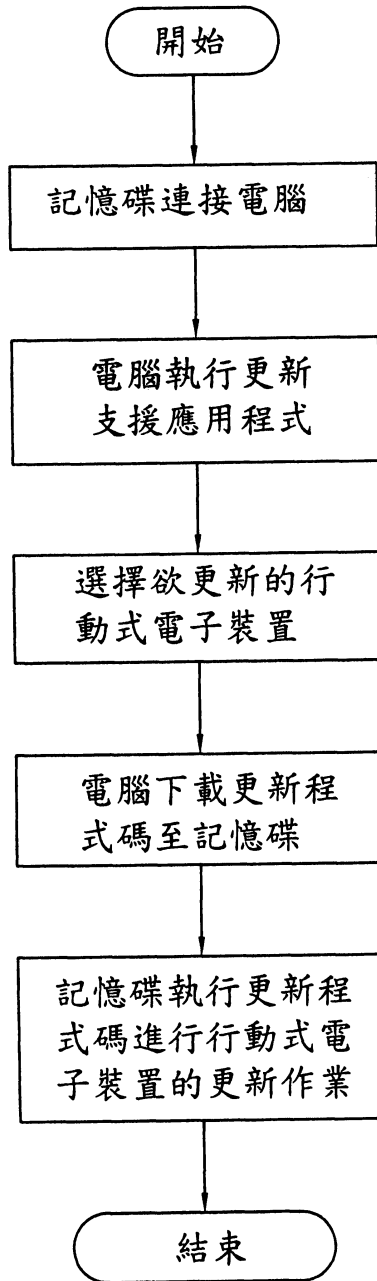 開始
記憶碟連接電腦
電腦執行更新
支援應用程式
選擇欲更新的行
動式電子裝置
電腦下載更新程
式碼至記憶碟
記憶碟執行更新程
式碼進行行動式電
子裝置的更新作業
結束